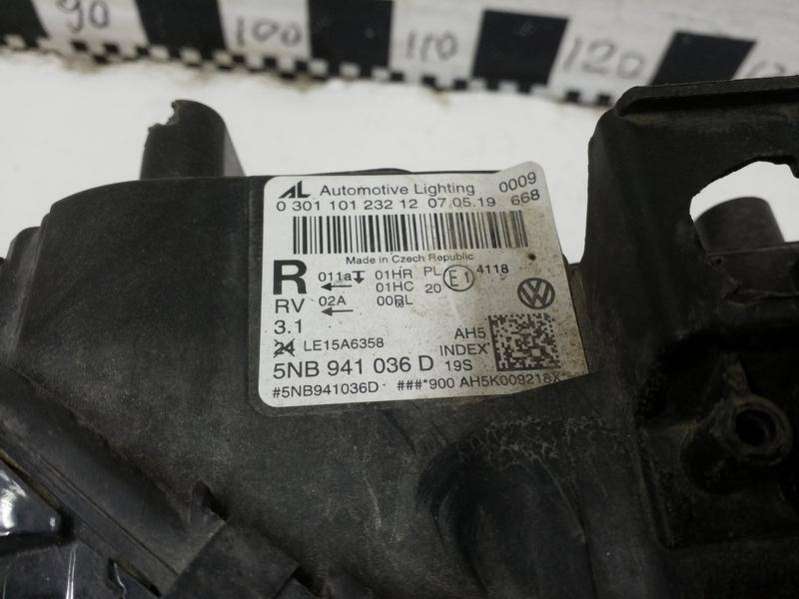 90 100 110 120
AL Automotive Lighting 0009
0 301 101 232 12 07.05.19 668
Made in Czech Republic
R 011a 01HR PL E1 4118
01HC 20
RV 02A 00RL
3.1
24 LE15A6358 AH5
INDEX
5NB 941 036 D 19S
#5NB941036D ###*900 AH5K009218X